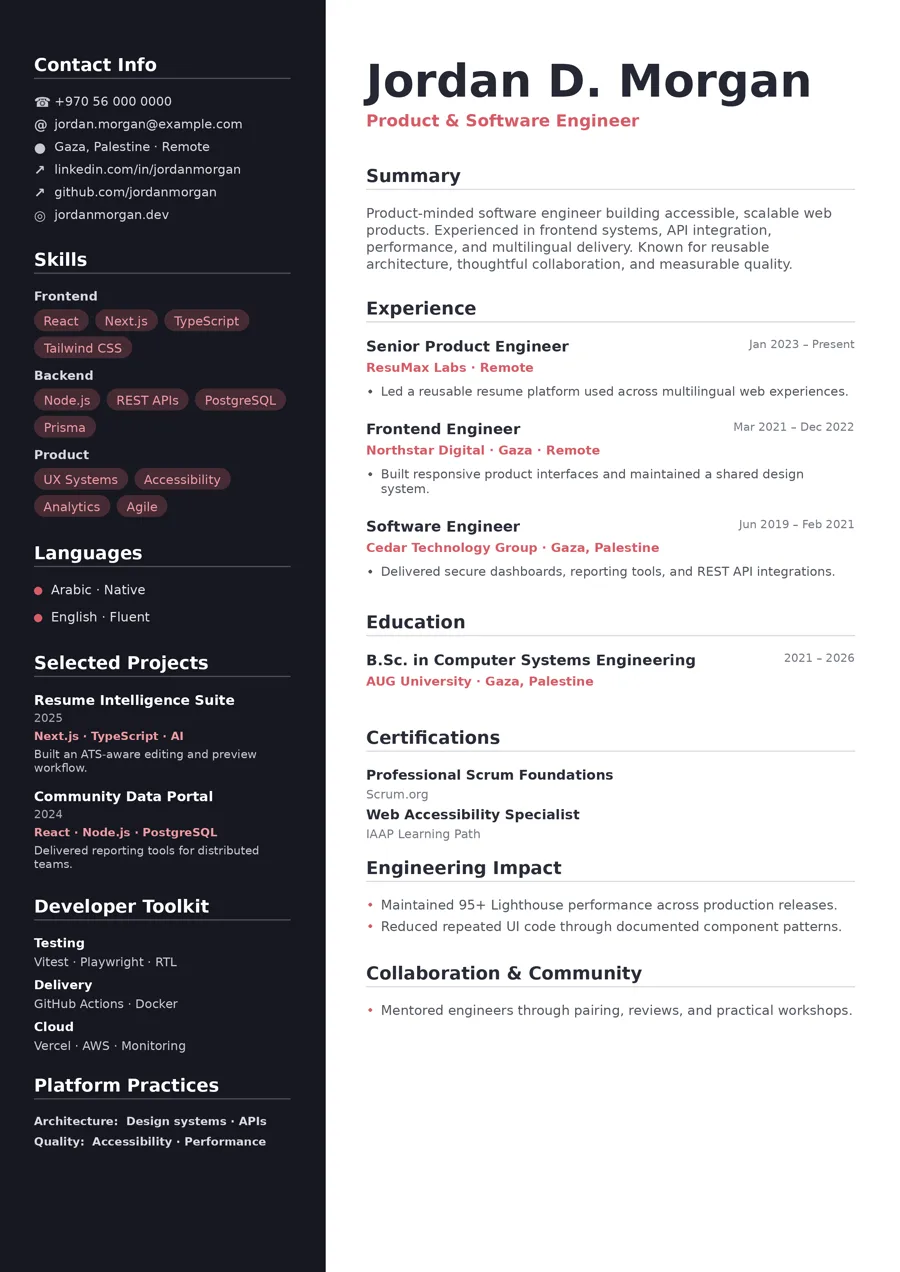 Contact Info
☎ +970 56 000 0000
@ jordan.morgan@example.com
● Gaza, Palestine · Remote
↗ linkedin.com/in/jordanmorgan
↗ github.com/jordanmorgan
◎ jordanmorgan.dev
Skills
Frontend
React Next.js TypeScript
Tailwind CSS
Backend
Node.js REST APIs PostgreSQL
Prisma
Product
UX Systems Accessibility
Analytics Agile
Languages
● Arabic · Native
● English · Fluent
Selected Projects
Resume Intelligence Suite
2025
Next.js · TypeScript · AI
Built an ATS-aware editing and preview
workflow.
Community Data Portal
2024
React · Node.js · PostgreSQL
Delivered reporting tools for distributed
teams.
Developer Toolkit
Testing
Vitest · Playwright · RTL
Delivery
GitHub Actions · Docker
Cloud
Vercel · AWS · Monitoring
Platform Practices
Architecture: Design systems · APIs
Quality: Accessibility · Performance
Jordan D. Morgan
Product & Software Engineer
Summary
Product-minded software engineer building accessible, scalable web
products. Experienced in frontend systems, API integration,
performance, and multilingual delivery. Known for reusable
architecture, thoughtful collaboration, and measurable quality.
Experience
Senior Product Engineer Jan 2023 – Present
ResuMax Labs · Remote
• Led a reusable resume platform used across multilingual web experiences.
Frontend Engineer Mar 2021 – Dec 2022
Northstar Digital · Gaza · Remote
• Built responsive product interfaces and maintained a shared design
system.
Software Engineer Jun 2019 – Feb 2021
Cedar Technology Group · Gaza, Palestine
• Delivered secure dashboards, reporting tools, and REST API integrations.
Education
B.Sc. in Computer Systems Engineering 2021 – 2026
AUG University · Gaza, Palestine
Certifications
Professional Scrum Foundations
Scrum.org
Web Accessibility Specialist
IAAP Learning Path
Engineering Impact
• Maintained 95+ Lighthouse performance across production releases.
• Reduced repeated UI code through documented component patterns.
Collaboration & Community
• Mentored engineers through pairing, reviews, and practical workshops.